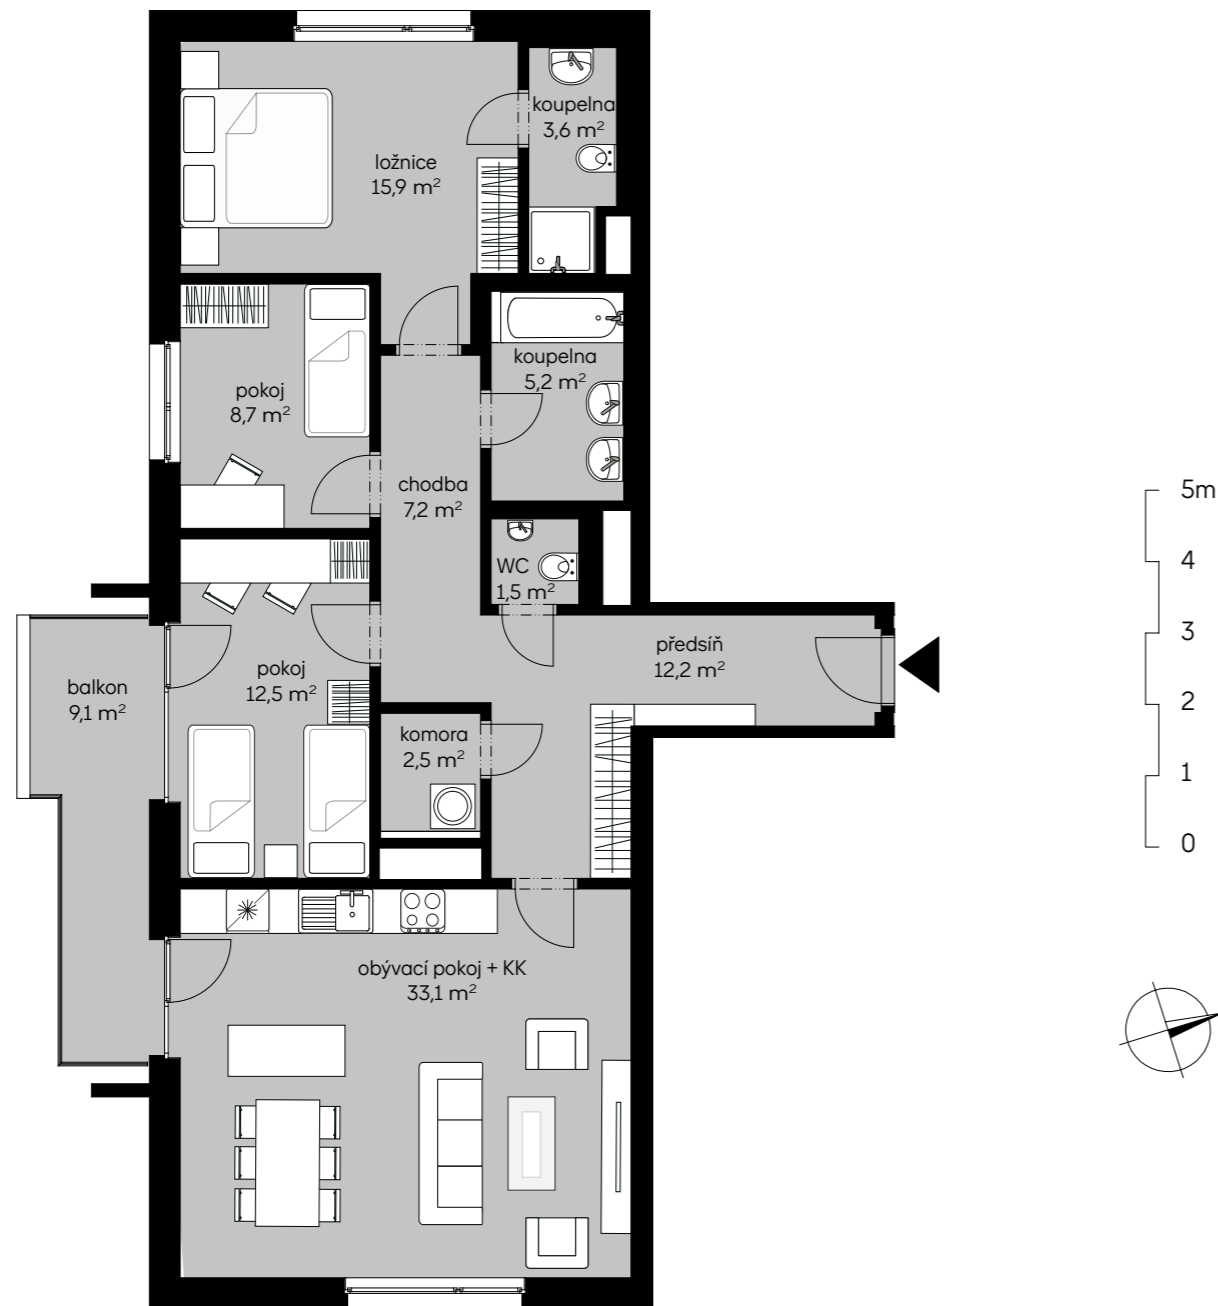 koupelna
3,6 m²
ložnice
15,9 m²
koupelna
5,2 m²
pokoj
8,7 m²
chodba
7,2 m²
WC
1,5 m²
předsíň
12,2 m²
pokoj
12,5 m²
balkon
9,1 m²
komora
2,5 m²
obývací pokoj + KK
33,1 m²
5m
4
3
2
1
0